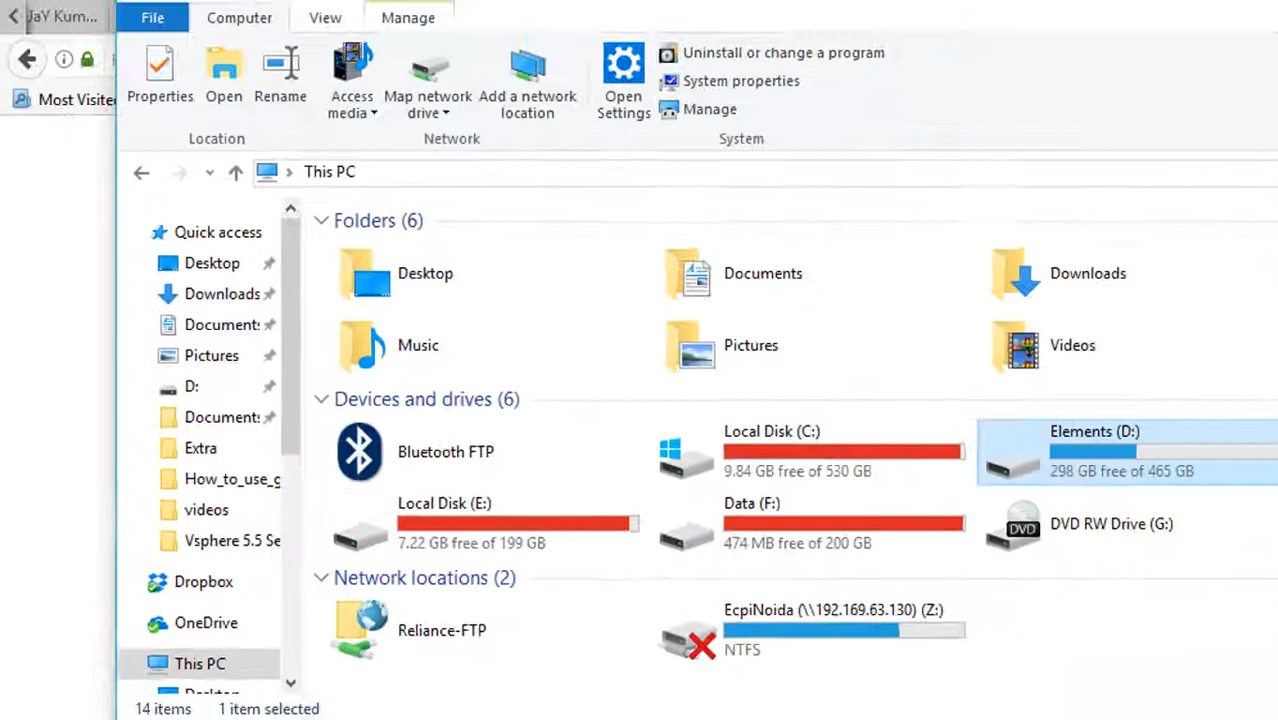 JaY Kum...
File Computer View Manage
Most Visite
Properties Open Rename Access media Map network drive Add a network location Open Settings
Uninstall or change a program
System properties
Manage
Location Network System
This PC
Quick access
Desktop
Downloads
Document:
Pictures
D:
Document:
Extra
How_to_use_g
videos
Vsphere 5.5 Se
Dropbox
OneDrive
This PC
Desktop
Folders (6)
Desktop Documents Downloads
Music Pictures Videos
Devices and drives (6)
Bluetooth FTP
Local Disk (C:)
9.84 GB free of 530 GB
Elements (D:)
298 GB free of 465 GB
Local Disk (E:)
7.22 GB free of 199 GB
Data (F:)
474 MB free of 200 GB
DVD
DVD RW Drive (G:)
Network locations (2)
Reliance-FTP
EcpiNoida (\\192.169.63.130) (Z:)
NTFS
14 items 1 item selected